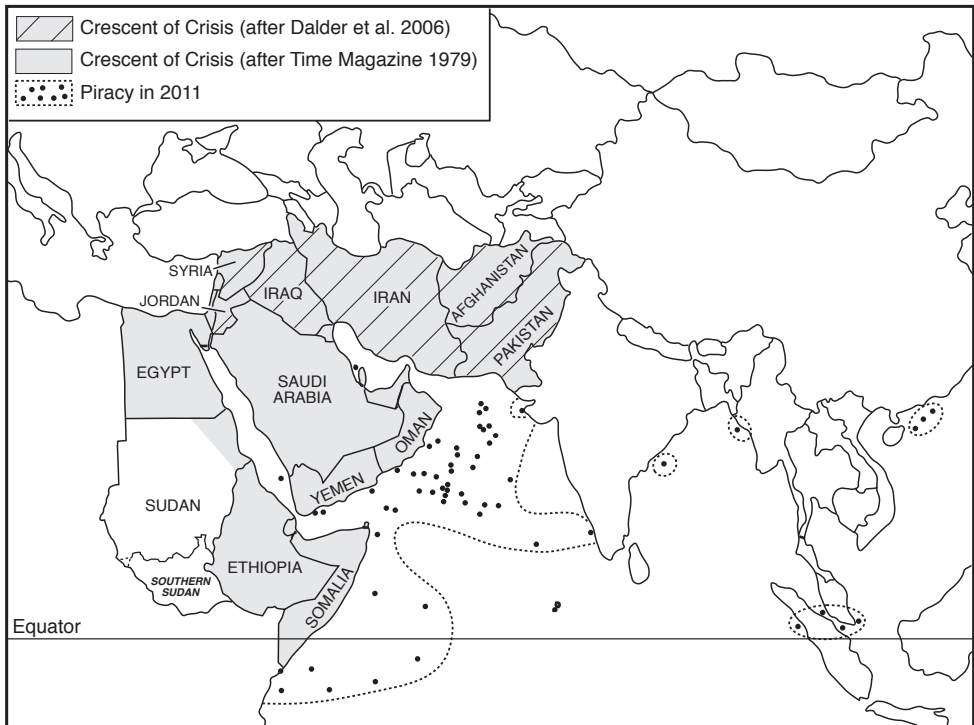 Crescent of Crisis (after Dalder et al. 2006)
Crescent of Crisis (after Time Magazine 1979)
Piracy in 2011
SYRIA
JORDAN
IRAQ
IRAN
AFGHANISTAN
PAKISTAN
EGYPT
SAUDI
ARABIA
OMAN
YEMEN
SUDAN
ETHIOPIA
SOUTHERN
SUDAN
SOMALIA
Equator